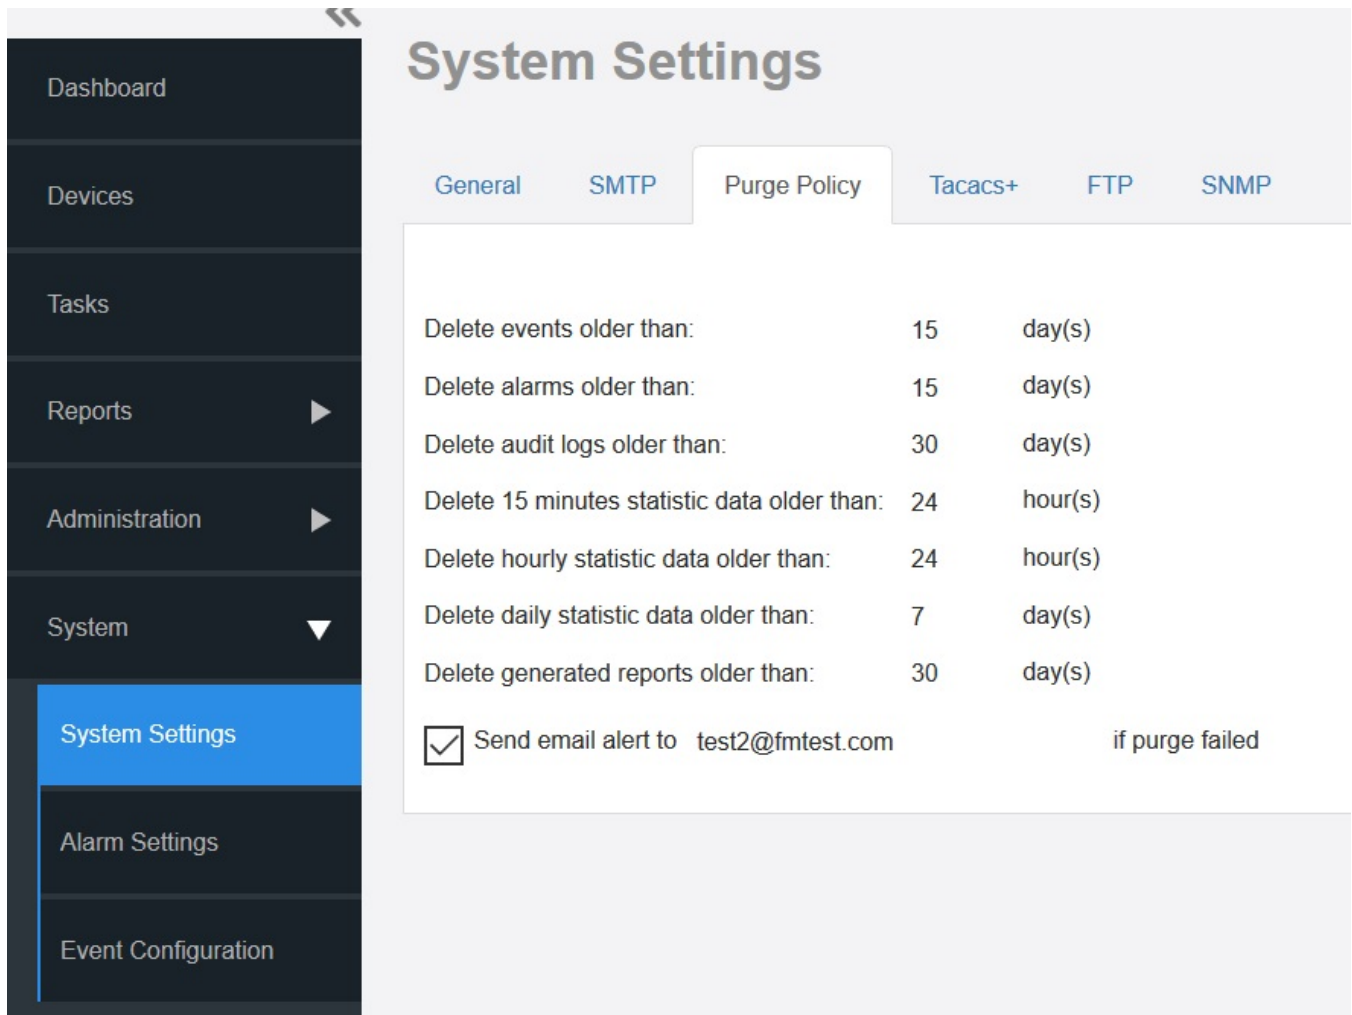 System Settings
Dashboard
Devices
Tasks
Reports
Administration
System
System Settings
Alarm Settings
Event Configuration
General SMTP Purge Policy Tacacs+ FTP SNMP
Delete events older than: 15 day(s)
Delete alarms older than: 15 day(s)
Delete audit logs older than: 30 day(s)
Delete 15 minutes statistic data older than: 24 hour(s)
Delete hourly statistic data older than: 24 hour(s)
Delete daily statistic data older than: 7 day(s)
Delete generated reports older than: 30 day(s)
Send email alert to test2@fmtest.com if purge failed